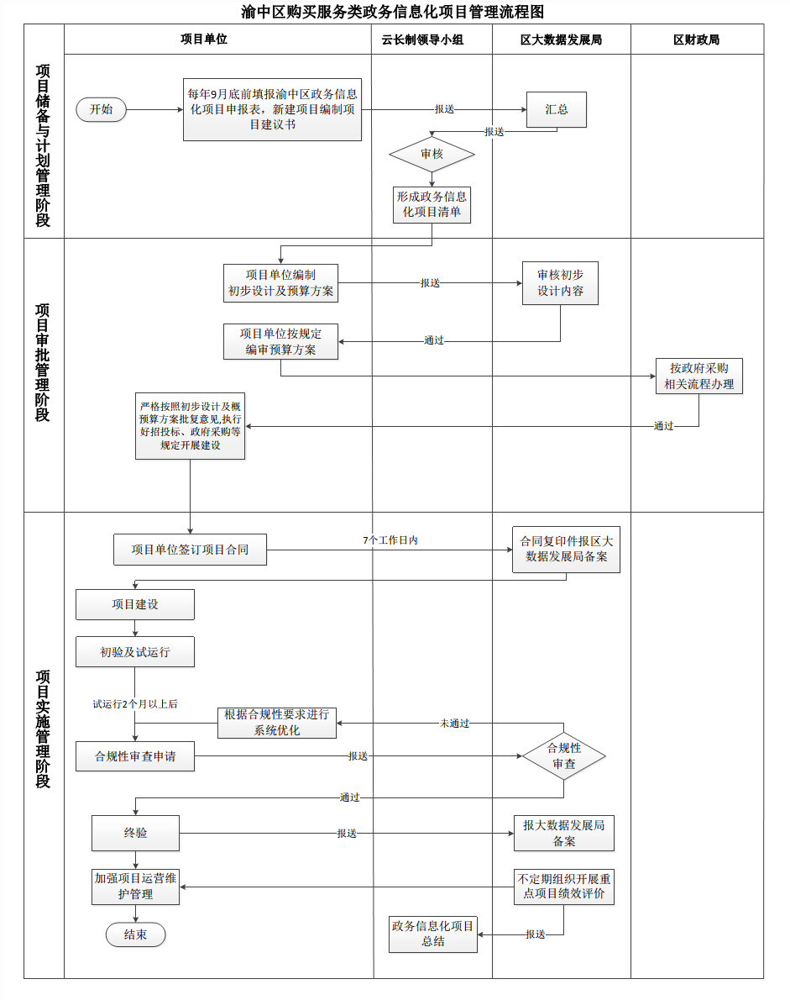 渝中区购买服务类政务信息化项目管理流程图
项目单位
云长制领导小组
区大数据发展局
区财政局
项目储备与计划管理阶段
开始
每年9月底前填报渝中区政务信息
化项目申报表，新建项目编制项
目建议书
报送
汇总
报送
审核
形成政务信息
化项目清单
项目审批管理阶段
项目单位编制
初步设计及预算方案
报送
审核初步
设计内容
项目单位按规定
编审预算方案
通过
按政府采购
相关流程办理
严格按照初步设计及概
预算方案批复意见,执行
好招投标、政府采购等
规定开展建设
通过
项目实施管理阶段
项目单位签订项目合同
7个工作日内
合同复印件报区大
数据发展局备案
项目建设
初验及试运行
试运行2个月以上后
根据合规性要求进行
系统优化
未通过
合规性审查申请
报送
合规性
审查
通过
终验
报送
报大数据发展局
备案
加强项目运营维
护管理
不定期组织开展重
点项目绩效评价
结束
政务信息化项目
总结
报送